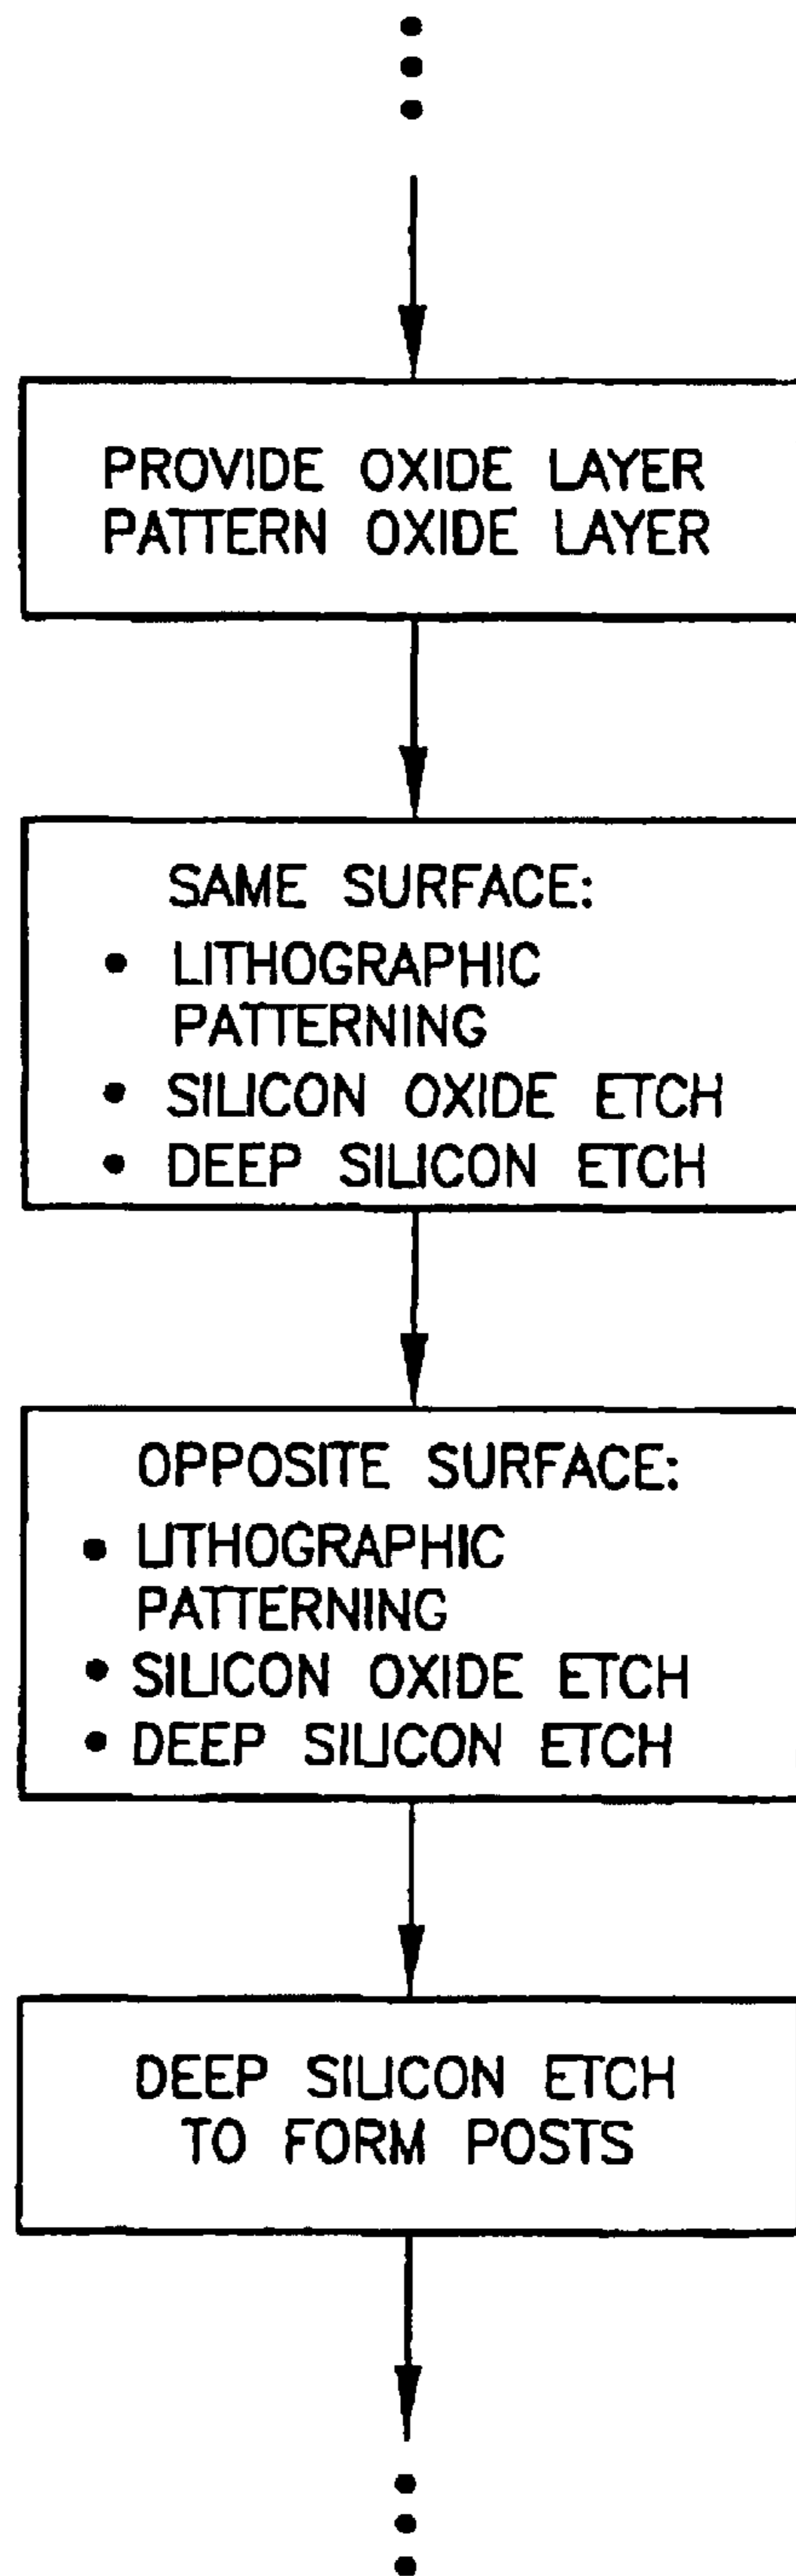 PROVIDE OXIDE LAYER
PATTERN OXIDE LAYER
SAME SURFACE:
• LITHOGRAPHIC
PATTERNING
• SILICON OXIDE ETCH
• DEEP SILICON ETCH
OPPOSITE SURFACE:
• LITHOGRAPHIC
PATTERNING
• SILICON OXIDE ETCH
• DEEP SILICON ETCH
DEEP SILICON ETCH
TO FORM POSTS